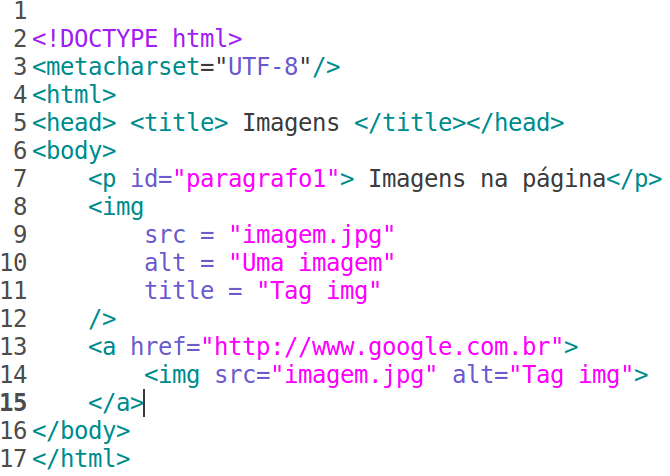 1
2 <!DOCTYPE html>
3 <metacharset="UTF-8"/>
4 <html>
5 <head> <title> Imagens </title></head>
6 <body>
7     <p id="paragrafo1"> Imagens na página</p>
8     <img
9         src = "imagem.jpg"
10         alt = "Uma imagem"
11         title = "Tag img"
12     />
13     <a href="http://www.google.com.br">
14         <img src="imagem.jpg" alt="Tag img">
15     </a>
16 </body>
17 </html>